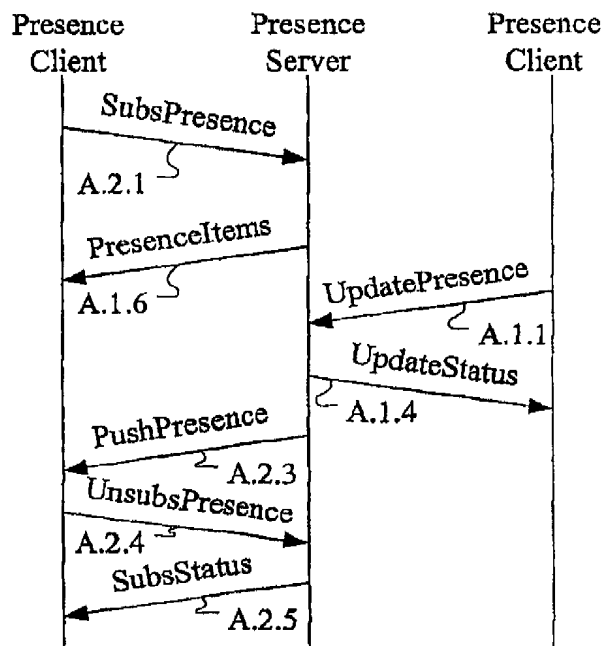 Presence Client
Presence Server
Presence Client
SubsPresence
A.2.1
PresenceItems
A.1.6
UpdatePresence
A.1.1
UpdateStatus
A.1.4
PushPresence
A.2.3
UnsubsPresence
A.2.4
SubsStatus
A.2.5